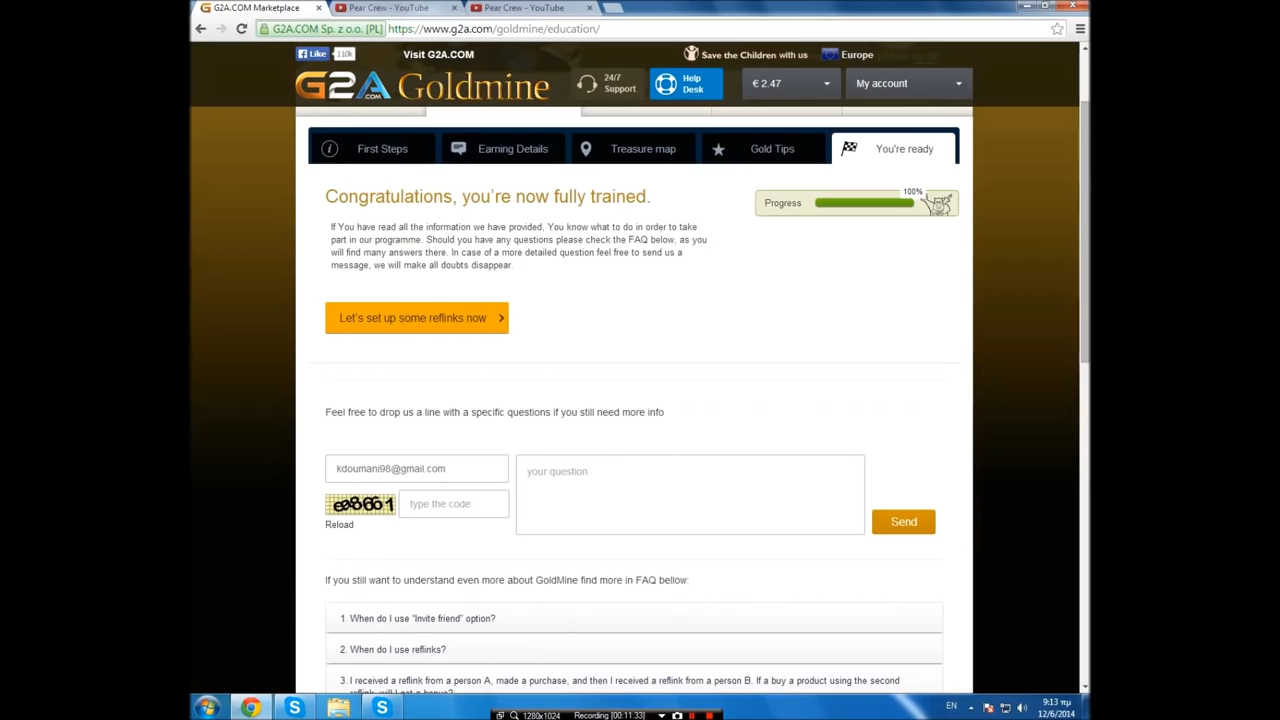 G2A.COM Marketplace
Pear Crew - YouTube
Pear Crew - YouTube
G2A.COM Sp. z o.o. [PL]
https://www.g2a.com/goldmine/education/
Like
110k
Visit G2A.COM
Save the Children with us
Europe
G2A.COM Goldmine
24/7
Support
Help
Desk
€ 2.47
My account
First Steps
Earning Details
Treasure map
Gold Tips
You're ready
Congratulations, you're now fully trained.
Progress
100%
If You have read all the information we have provided, You know what to do in order to take
part in our programme. Should you have any questions please check the FAQ below, as you
will find many answers there. In case of a more detailed question feel free to send us a
message, we will make all doubts disappear.
Let's set up some reflinks now
Feel free to drop us a line with a specific questions if you still need more info
kdoumani98@gmail.com
your question
type the code
Reload
Send
If you still want to understand even more about GoldMine find more in FAQ bellow:
1. When do I use "Invite friend" option?
2. When do I use reflinks?
3. I received a reflink from a person A, made a purchase, and then I received a reflink from a person B. If a buy a product using the second
reflink, will I get a bonus?
EN
9:13 πμ
12/6/2014
1280x1024
Recording [00:11:33]